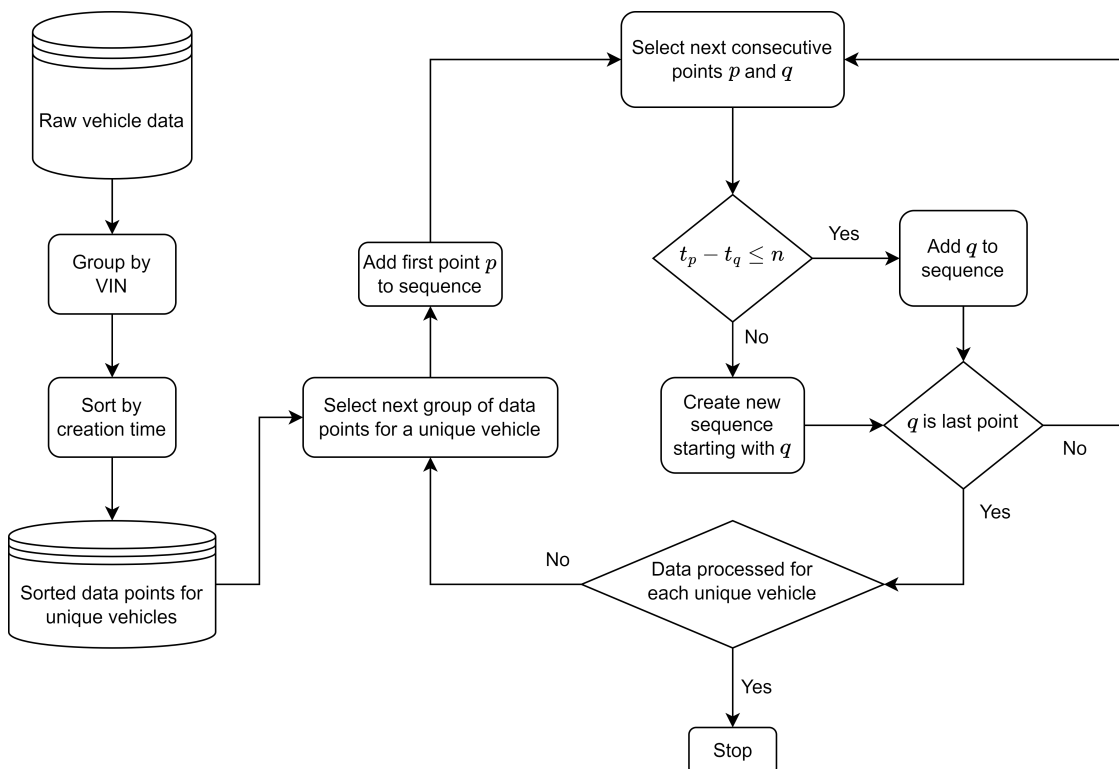 Raw vehicle data
Group by
VIN
Sort by
creation time
Sorted data points for
unique vehicles
Select next group of data
points for a unique vehicle
Add first point p
to sequence
Select next consecutive
points p and q
t_p − t_q ≤ n
Yes
Add q to
sequence
No
Create new
sequence
starting with q
q is last point
No
Yes
Data processed for
each unique vehicle
No
Yes
Stop